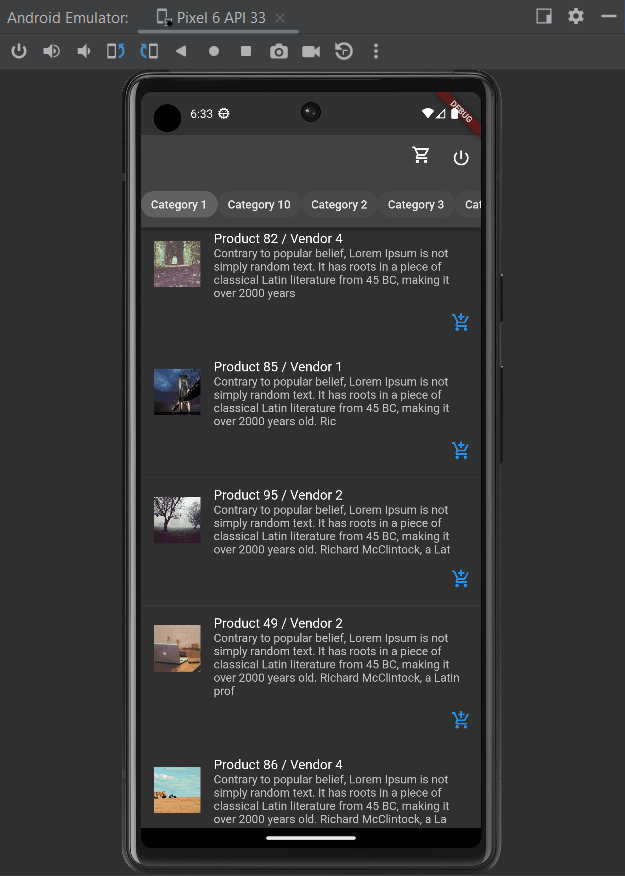 Android Emulator:
Pixel 6 API 33
6:33
DEBUG
Category 1
Category 10
Category 2
Category 3
Cat
Product 82 / Vendor 4
Contrary to popular belief, Lorem Ipsum is not
simply random text. It has roots in a piece of
classical Latin literature from 45 BC, making it
over 2000 years
Product 85 / Vendor 1
Contrary to popular belief, Lorem Ipsum is not
simply random text. It has roots in a piece of
classical Latin literature from 45 BC, making it
over 2000 years old. Ric
Product 95 / Vendor 2
Contrary to popular belief, Lorem Ipsum is not
simply random text. It has roots in a piece of
classical Latin literature from 45 BC, making it
over 2000 years old. Richard McClintock, a Lat
Product 49 / Vendor 2
Contrary to popular belief, Lorem Ipsum is not
simply random text. It has roots in a piece of
classical Latin literature from 45 BC, making it
over 2000 years old. Richard McClintock, a Latin
prof
Product 86 / Vendor 4
Contrary to popular belief, Lorem Ipsum is not
simply random text. It has roots in a piece of
classical Latin literature from 45 BC, making it
over 2000 years old. Richard McClintock, a La